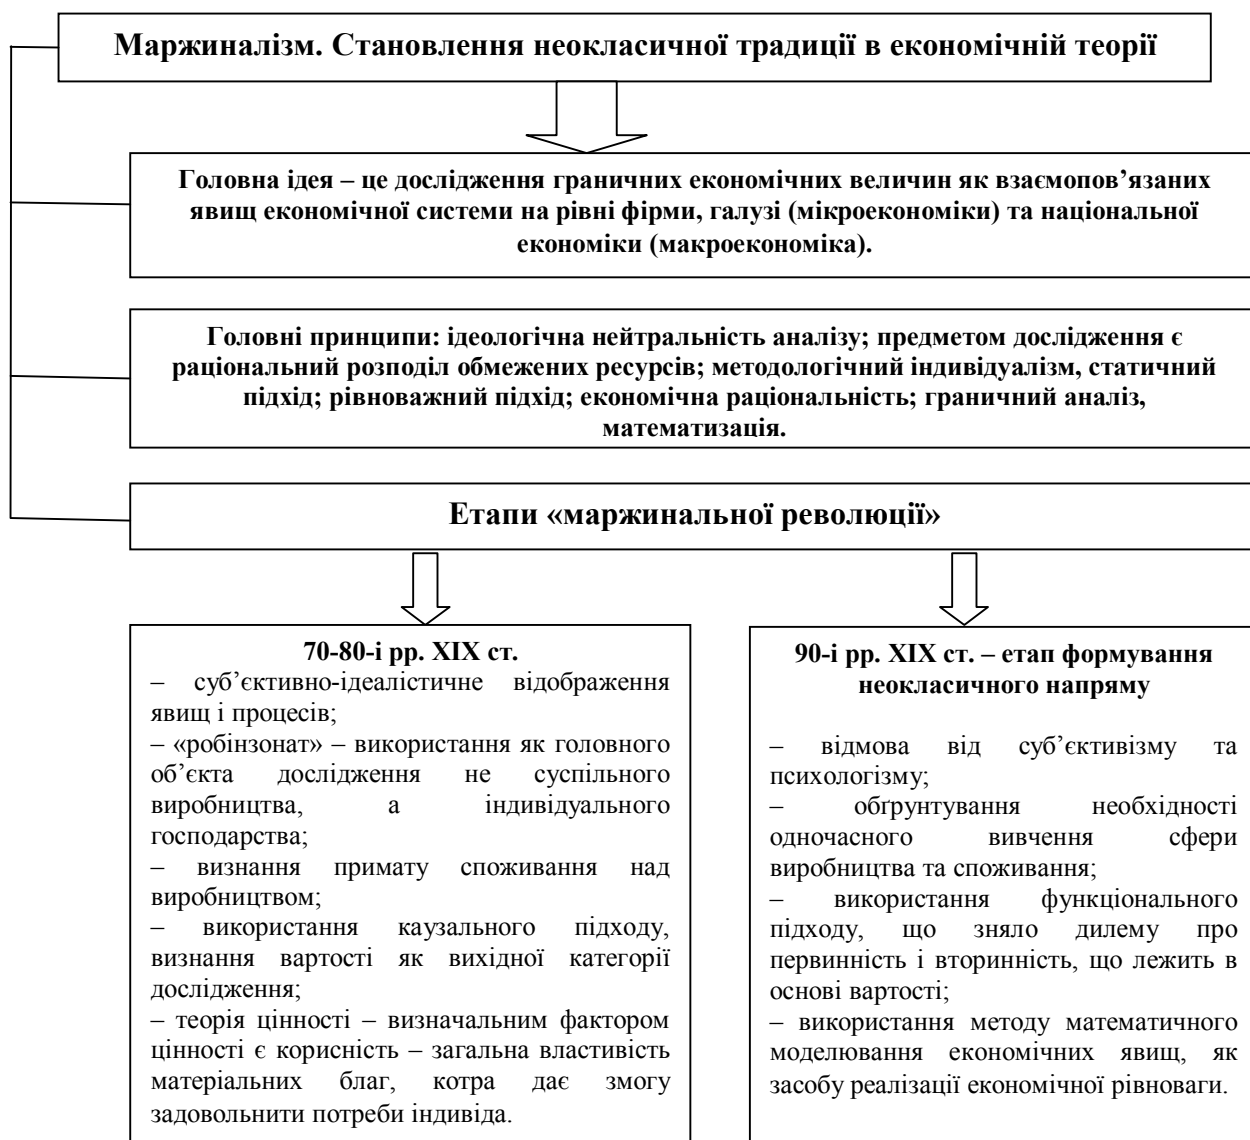 Маржиналізм. Становлення неокласичної традиції в економічній теорії
Головна ідея – це дослідження граничних економічних величин як взаємопов’язаних
явищ економічної системи на рівні фірми, галузі (мікроекономіки) та національної
економіки (макроекономіка).
Головні принципи: ідеологічна нейтральність аналізу; предметом дослідження є
раціональний розподіл обмежених ресурсів; методологічний індивідуалізм, статичний
підхід; рівноважний підхід; економічна раціональність; граничний аналіз,
математизація.
Етапи «маржинальної революції»
70-80-і рр. XIX ст.
– суб’єктивно-ідеалістичне відображення
явищ і процесів;
– «робінзонат» – використання як головного
об’єкта дослідження не суспільного
виробництва, а індивідуального
господарства;
– визнання примату споживання над
виробництвом;
– використання каузального підходу,
визнання вартості як вихідної категорії
дослідження;
– теорія цінності – визначальним фактором
цінності є корисність – загальна властивість
матеріальних благ, котра дає змогу
задовольнити потреби індивіда.
90-і рр. XIX ст. – етап формування
неокласичного напряму
– відмова від суб’єктивізму та
психологізму;
– обґрунтування необхідності
одночасного вивчення сфери
виробництва та споживання;
– використання функціонального
підходу, що зняло дилему про
первинність і вторинність, що лежить в
основі вартості;
– використання методу математичного
моделювання економічних явищ, як
засобу реалізації економічної рівноваги.